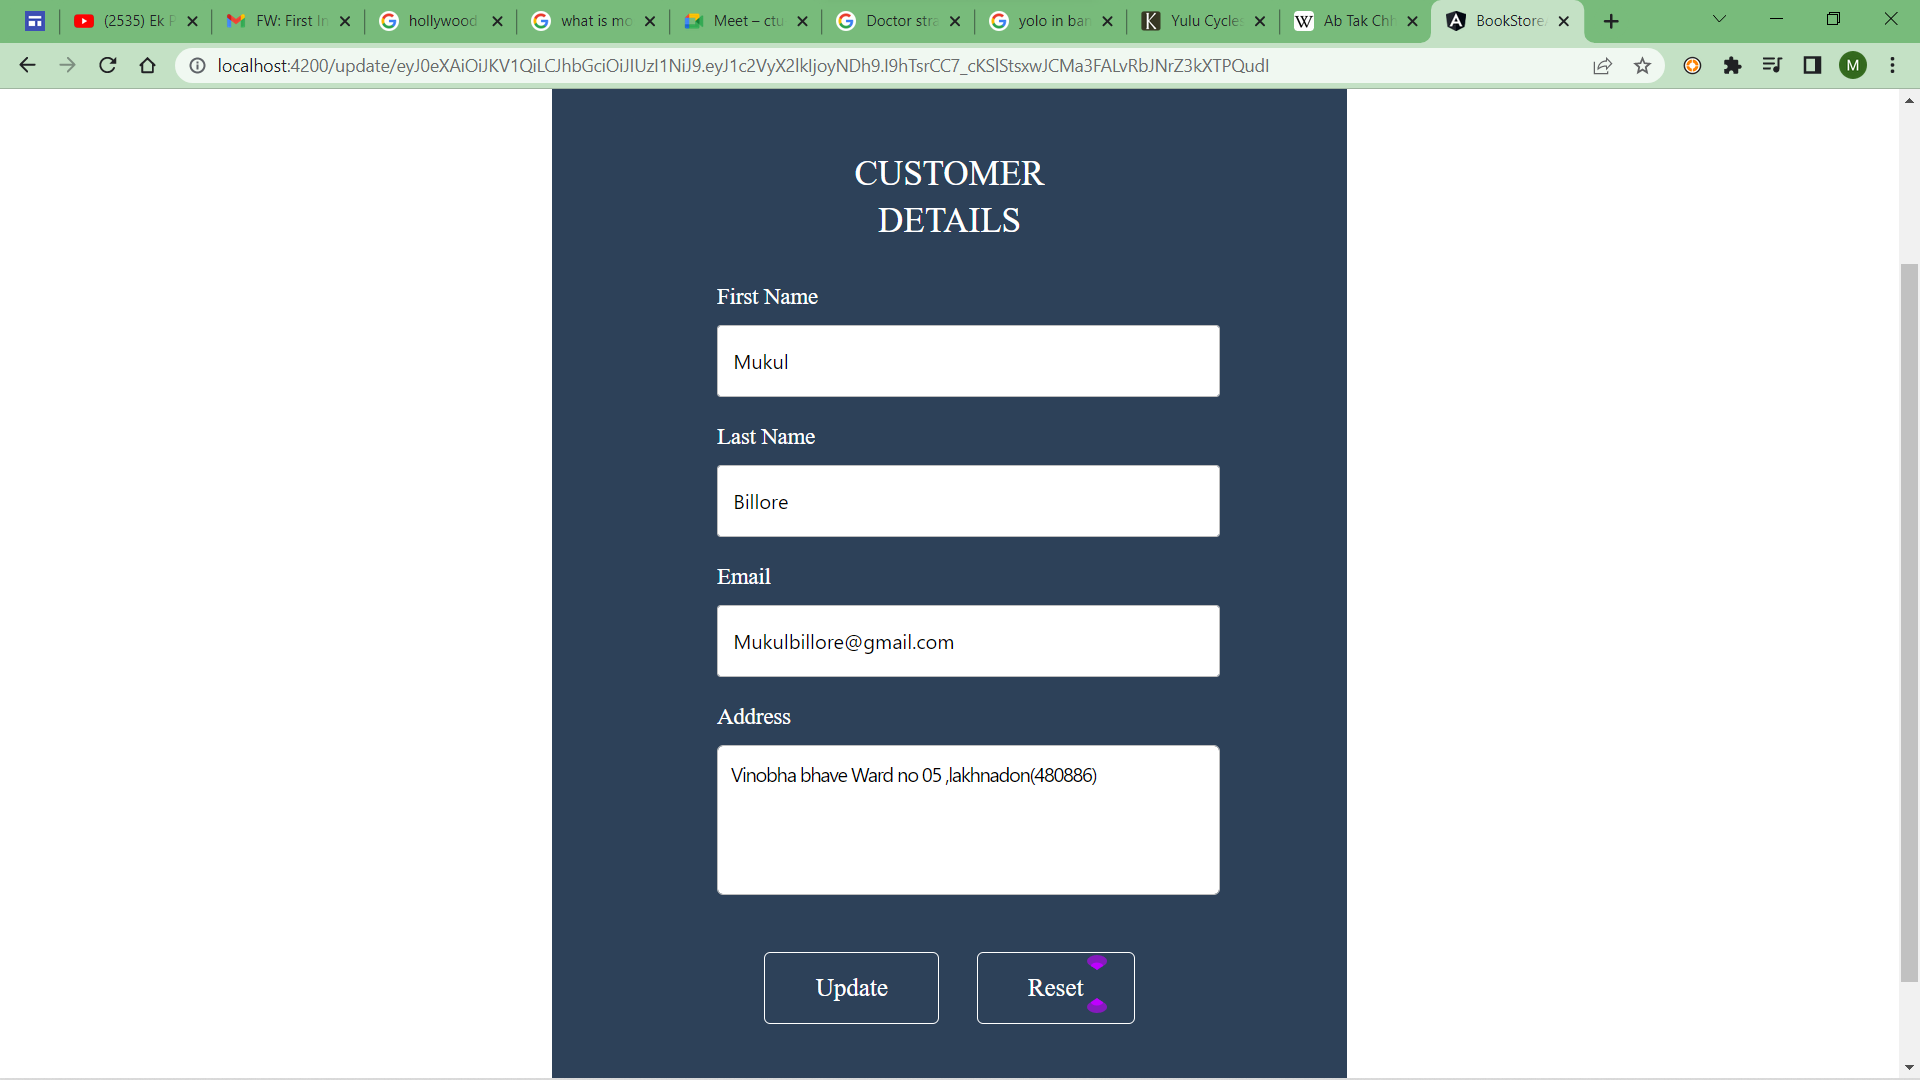 (2535) Ek P
FW: First In
hollywood
what is mo
Meet – ctu
Doctor stra
yolo in ban
Yulu Cycles
W Ab Tak Chh
BookStore
localhost:4200/update/eyJ0eXAiOiJKV1QiLCJhbGciOiJIUzI1NiJ9.eyJ1c2VyX2lkIjoyNDh9.I9hTsrCC7_cKSlStsxwJCMa3FALvRbJNrZ3kXTPQudI
M
CUSTOMER
DETAILS
First Name
Mukul
Last Name
Billore
Email
Mukulbillore@gmail.com
Address
Vinobha bhave Ward no 05 ,lakhnadon(480886)
Update
Reset